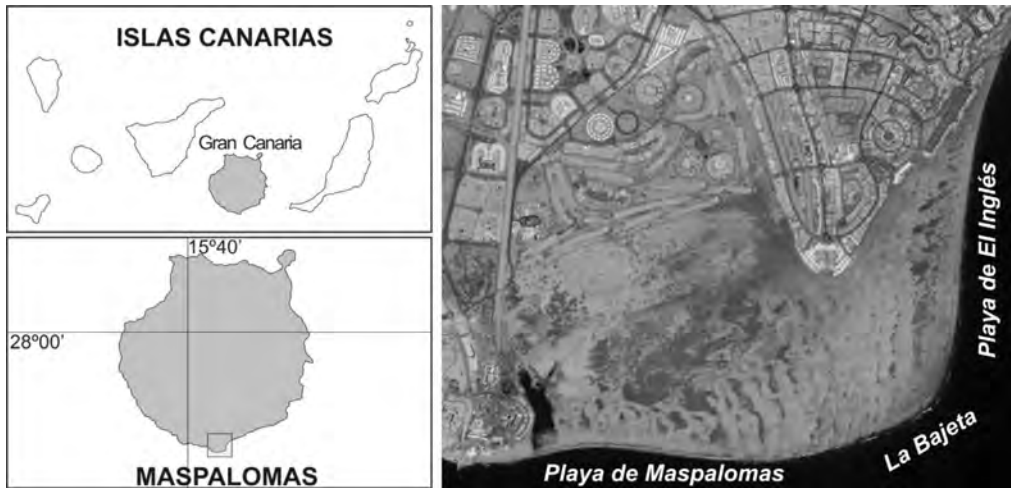 ISLAS CANARIAS
Gran Canaria
15º40’
28º00’
MASPALOMAS
Playa de El Inglés
La Bajeta
Playa de Maspalomas